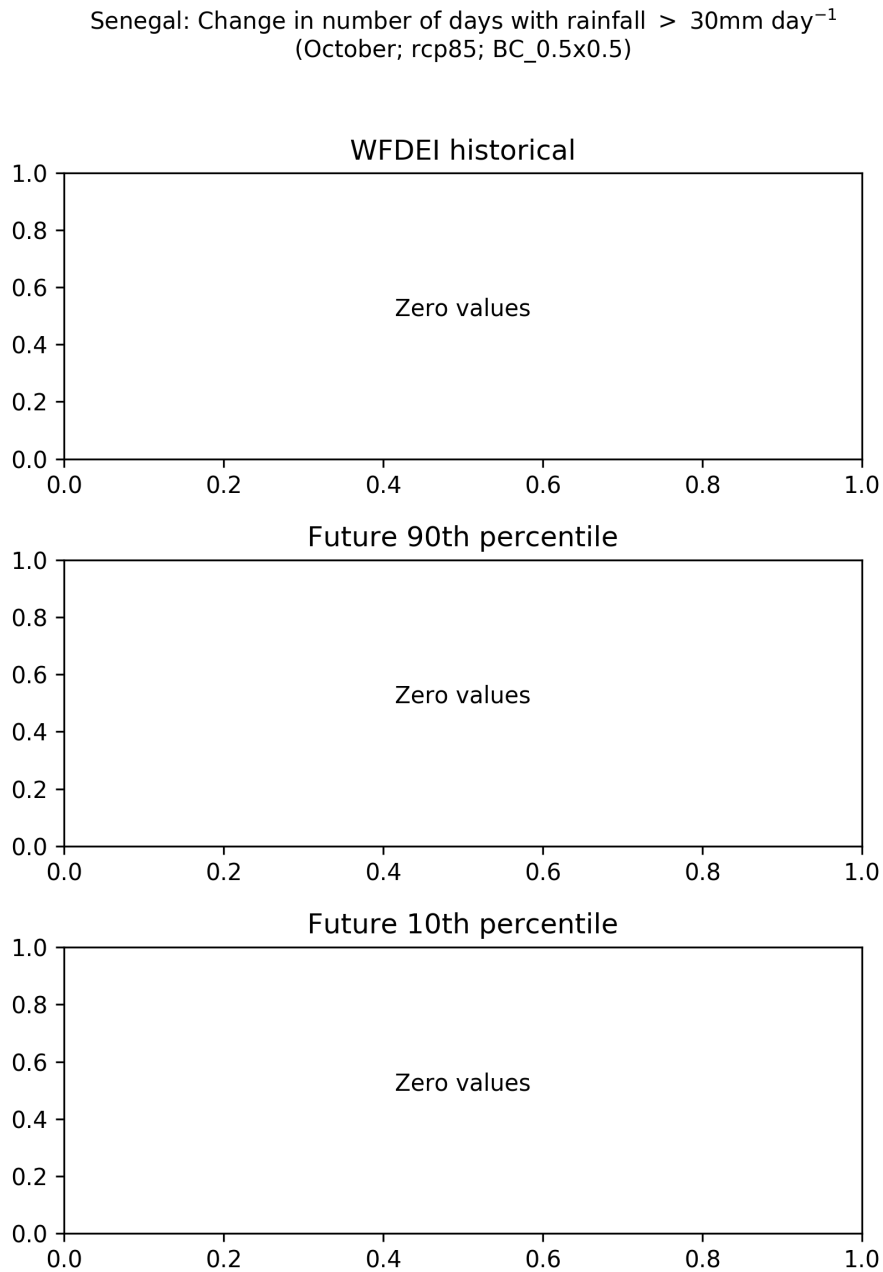 Senegal: Change in number of days with rainfall > 30mm day⁻¹
(October; rcp85; BC_0.5x0.5)
WFDEI historical
1.0
0.8
0.6
Zero values
0.4
0.2
0.0
0.0 0.2 0.4 0.6 0.8 1.0
Future 90th percentile
1.0
0.8
0.6
Zero values
0.4
0.2
0.0
0.0 0.2 0.4 0.6 0.8 1.0
Future 10th percentile
1.0
0.8
0.6
Zero values
0.4
0.2
0.0
0.0 0.2 0.4 0.6 0.8 1.0